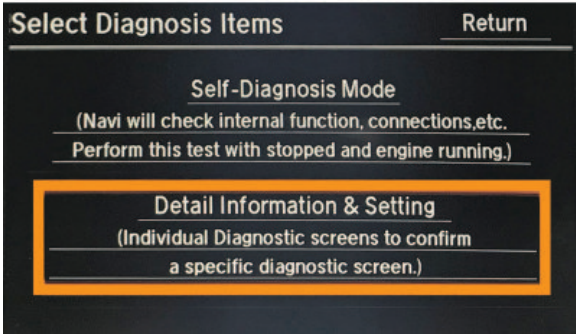 Select Diagnosis Items
Return
Self-Diagnosis Mode
(Navi will check internal function, connections,etc.
Perform this test with stopped and engine running.)
Detail Information & Setting
(Individual Diagnostic screens to confirm
a specific diagnostic screen.)